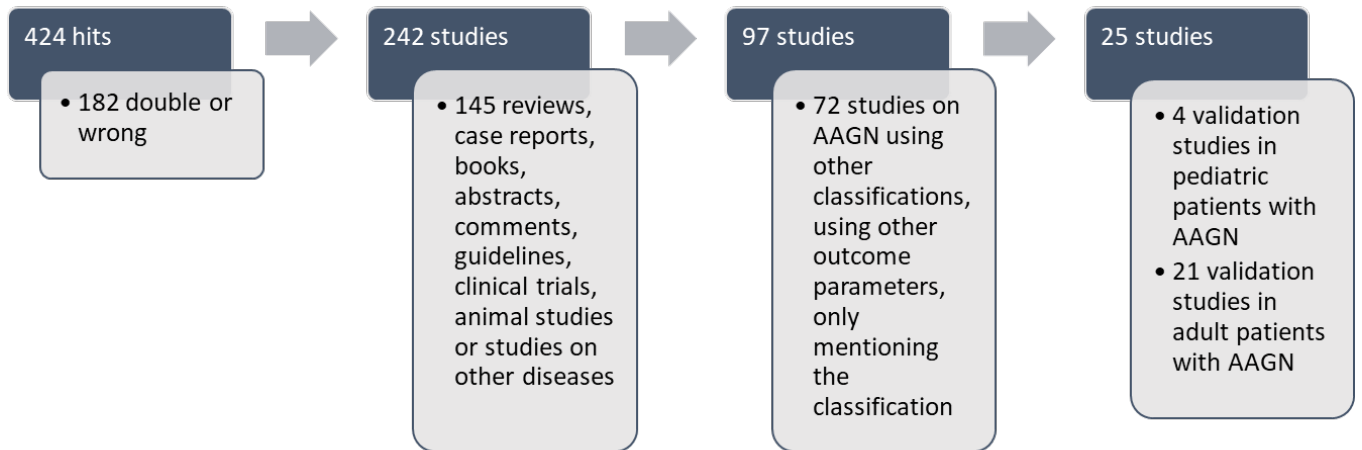 424 hits
• 182 double or
wrong
242 studies
• 145 reviews,
case reports,
books,
abstracts,
comments,
guidelines,
clinical trials,
animal studies
or studies on
other diseases
97 studies
• 72 studies on
AAGN using
other
classifications,
using other
outcome
parameters,
only
mentioning
the
classification
25 studies
• 4 validation
studies in
pediatric
patients with
AAGN
• 21 validation
studies in
adult patients
with AAGN